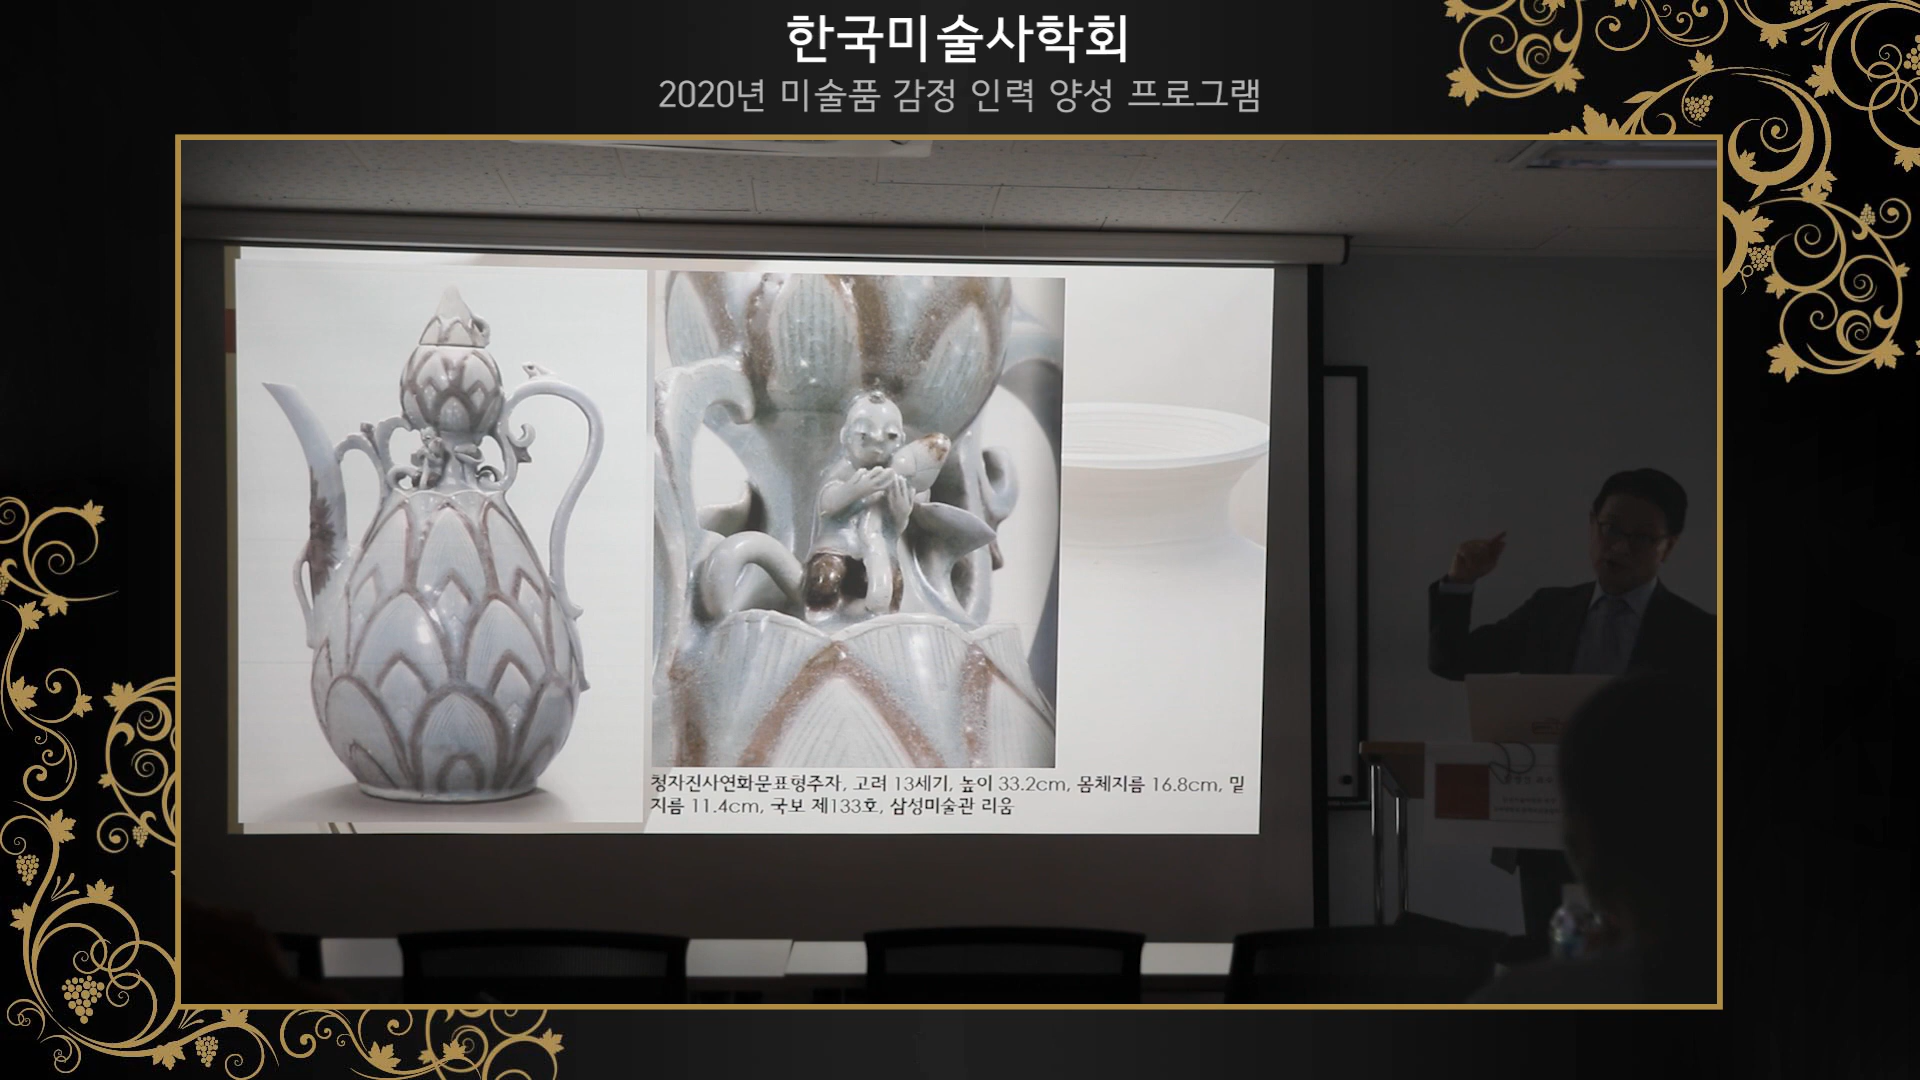 한국미술사학회
2020년 미술품 감정 인력 양성 프로그램
청자진사연화문표형주자, 고려 13세기, 높이 33.2cm, 몸체지름 16.8cm, 밑
지름 11.4cm, 국보 제133호, 삼성미술관 리움